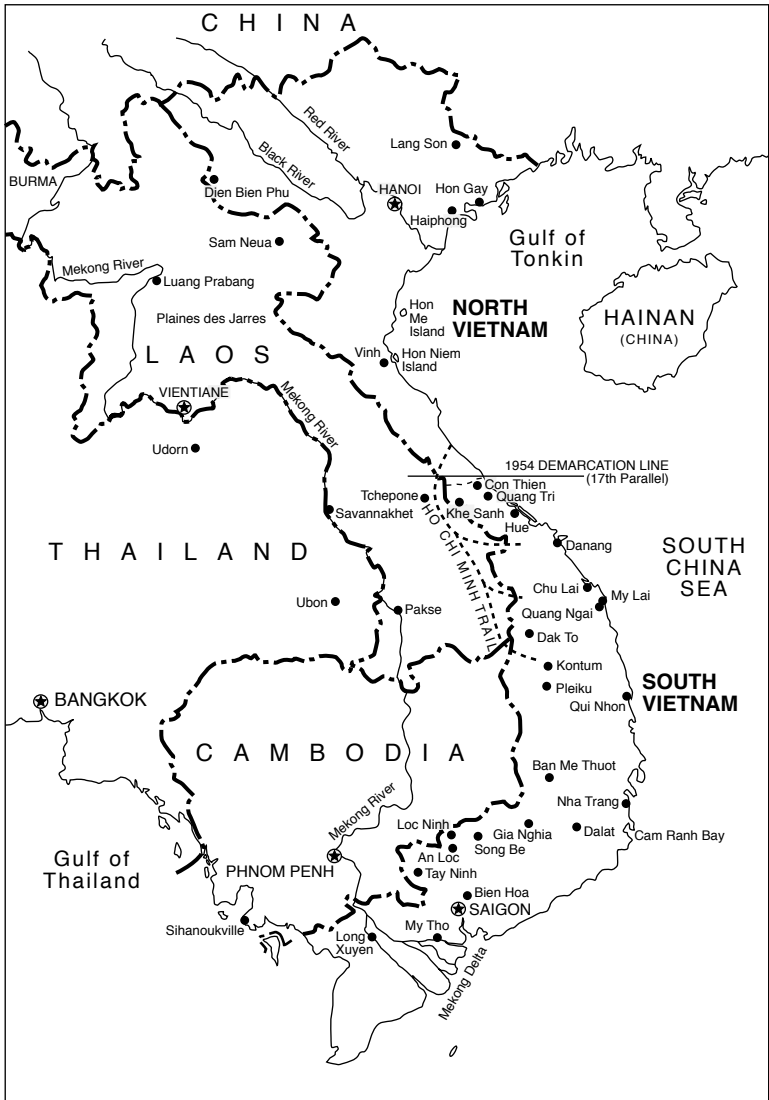 CHINA
Red River
Lang Son
Black River
BURMA
Dien Bien Phu
HANOI
Hon Gay
Haiphong
Sam Neua
Gulf of
Tonkin
Mekong River
Luang Prabang
Hon
Me
Island
NORTH
VIETNAM
HAINAN
(CHINA)
Plaines des Jarres
LAOS
Vinh
Hon Niem
Island
VIENTIANE
Mekong River
Udorn
1954 DEMARCATION LINE
(17th Parallel)
Con Thien
Tchepone
Quang Tri
Savannakhet
Khe Sanh
Hue
HO CHI MINH TRAIL
THAILAND
Danang
SOUTH
CHINA
SEA
Chu Lai
My Lai
Ubon
Pakse
Quang Ngai
Dak To
Kontum
Pleiku
SOUTH
VIETNAM
Qui Nhon
BANGKOK
CAMBODIA
Ban Me Thuot
Mekong River
Nha Trang
Loc Ninh
Gia Nghia
Dalat
Cam Ranh Bay
Song Be
An Loc
Gulf of
Thailand
PHNOM PENH
Tay Ninh
Bien Hoa
SAIGON
Sihanoukville
My Tho
Long
Xuyen
Mekong Delta